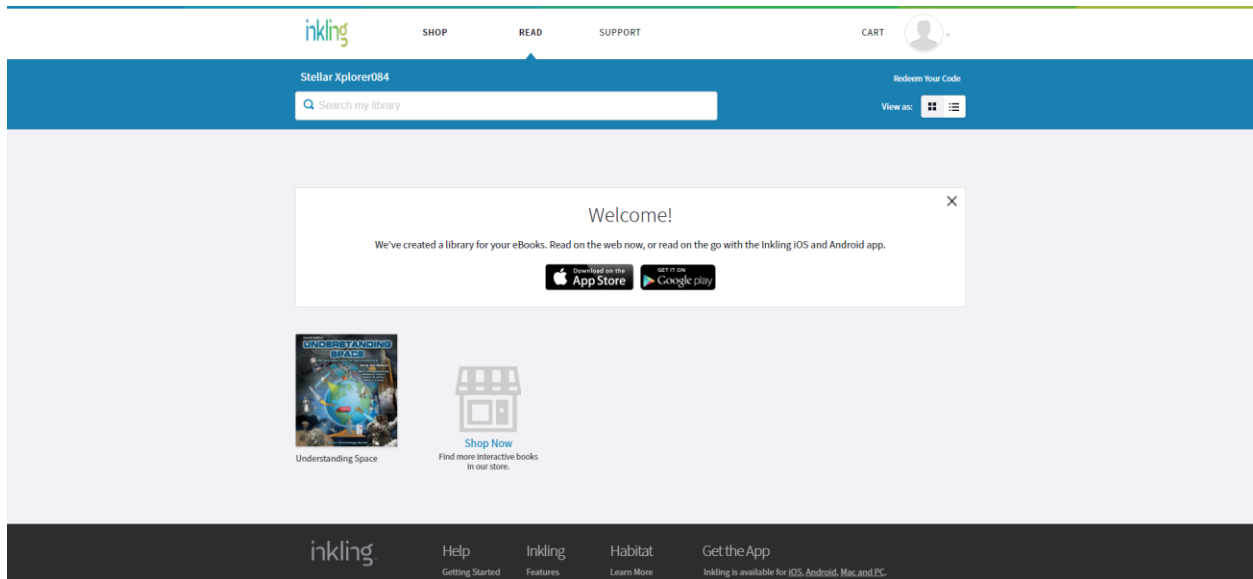 inkling
SHOP
READ
SUPPORT
CART
Stellar Xplorer084
Redeem Your Code
Search my library
View as:
Welcome!
We've created a library for your eBooks. Read on the web now, or read on the go with the Inkling iOS and Android app.
Download on the
App Store
GET IT ON
Google play
UNDERSTANDING
SPACE
Understanding Space
Shop Now
Find more interactive books
in our store.
inkling
Help
Inkling
Habitat
Get the App
Getting Started
Features
Learn More
Inkling is available for iOS, Android, Mac and PC.